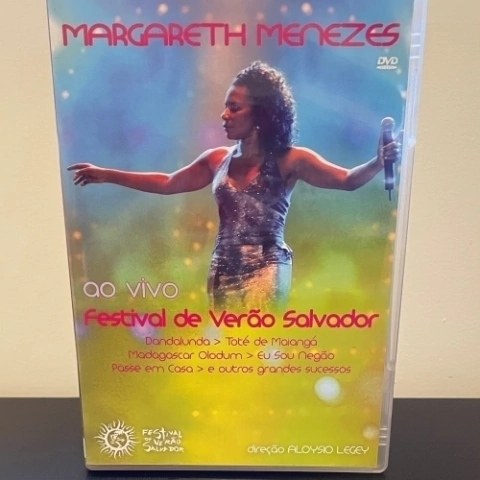 MARGARETH MENEZES
DVD
ao vivo
Festival de Verão Salvador
Dandalunda > Toté de Maiangá
Madagascar Olodum > Eu Sou Negão
Passe em Casa > e outros grandes sucessos
FESTIVAL
DE VERÃO
SALVADOR
direção ALOYSIO LEGEY